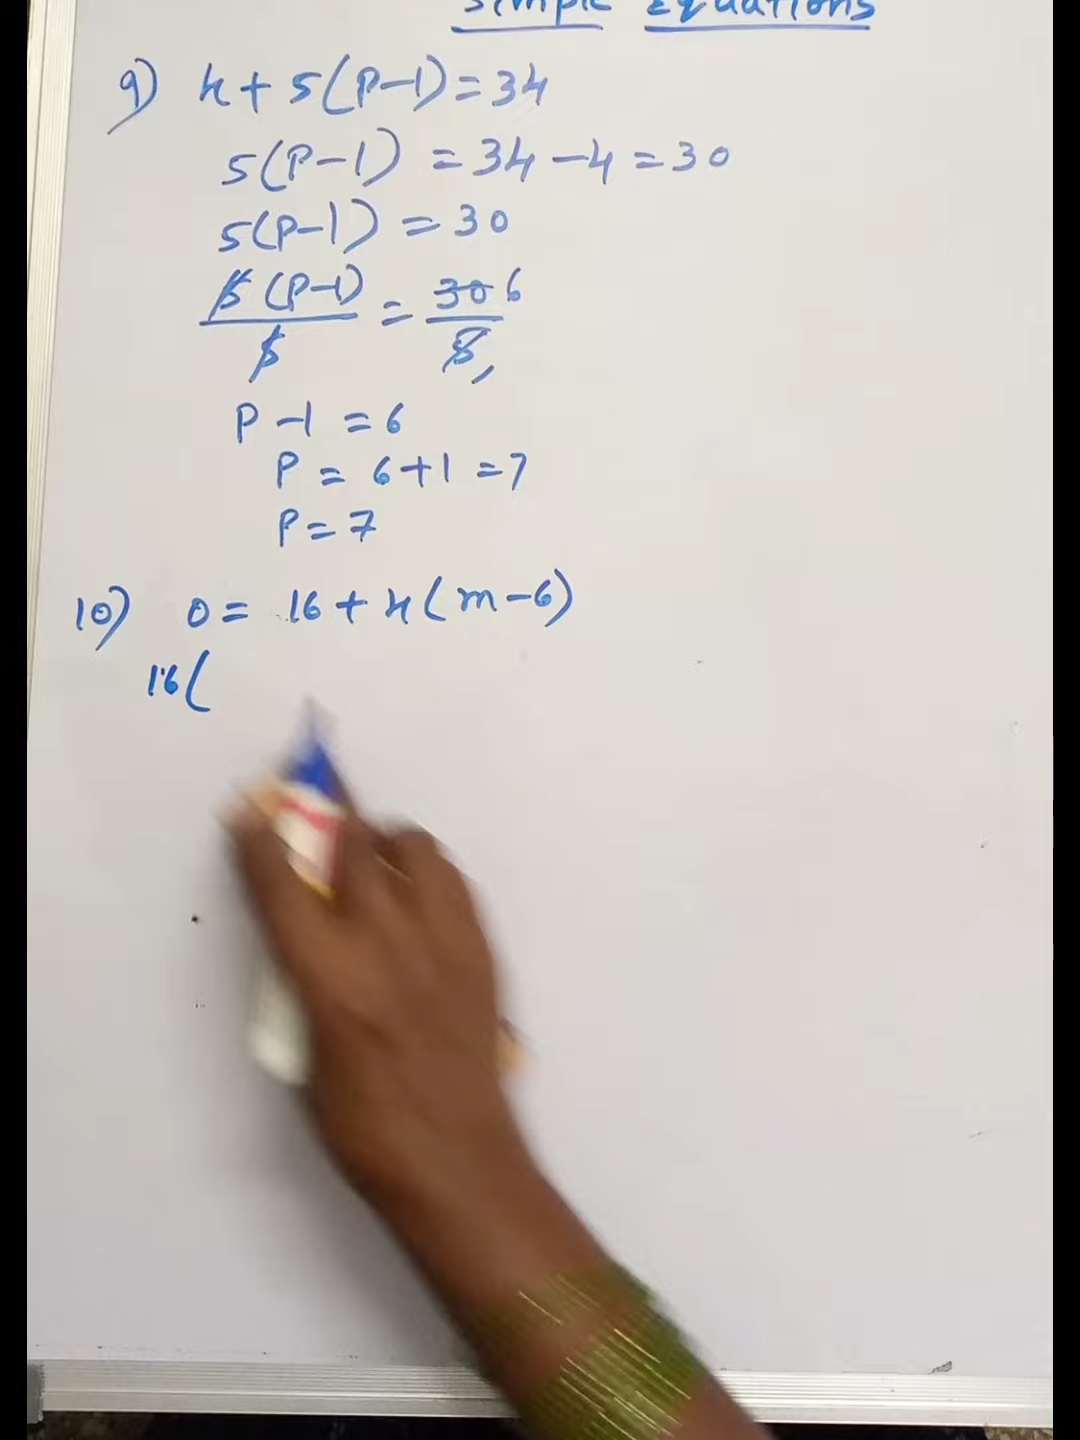 Simple Equations
9) 4+5(P-1)=34
5(P-1) =34-4=30
5(P-1) =30
5(P-1)/5 = 30 6/5,
P-1 =6
P = 6+1 =7
P=7
10) 0= 16+4(m-6)
16(